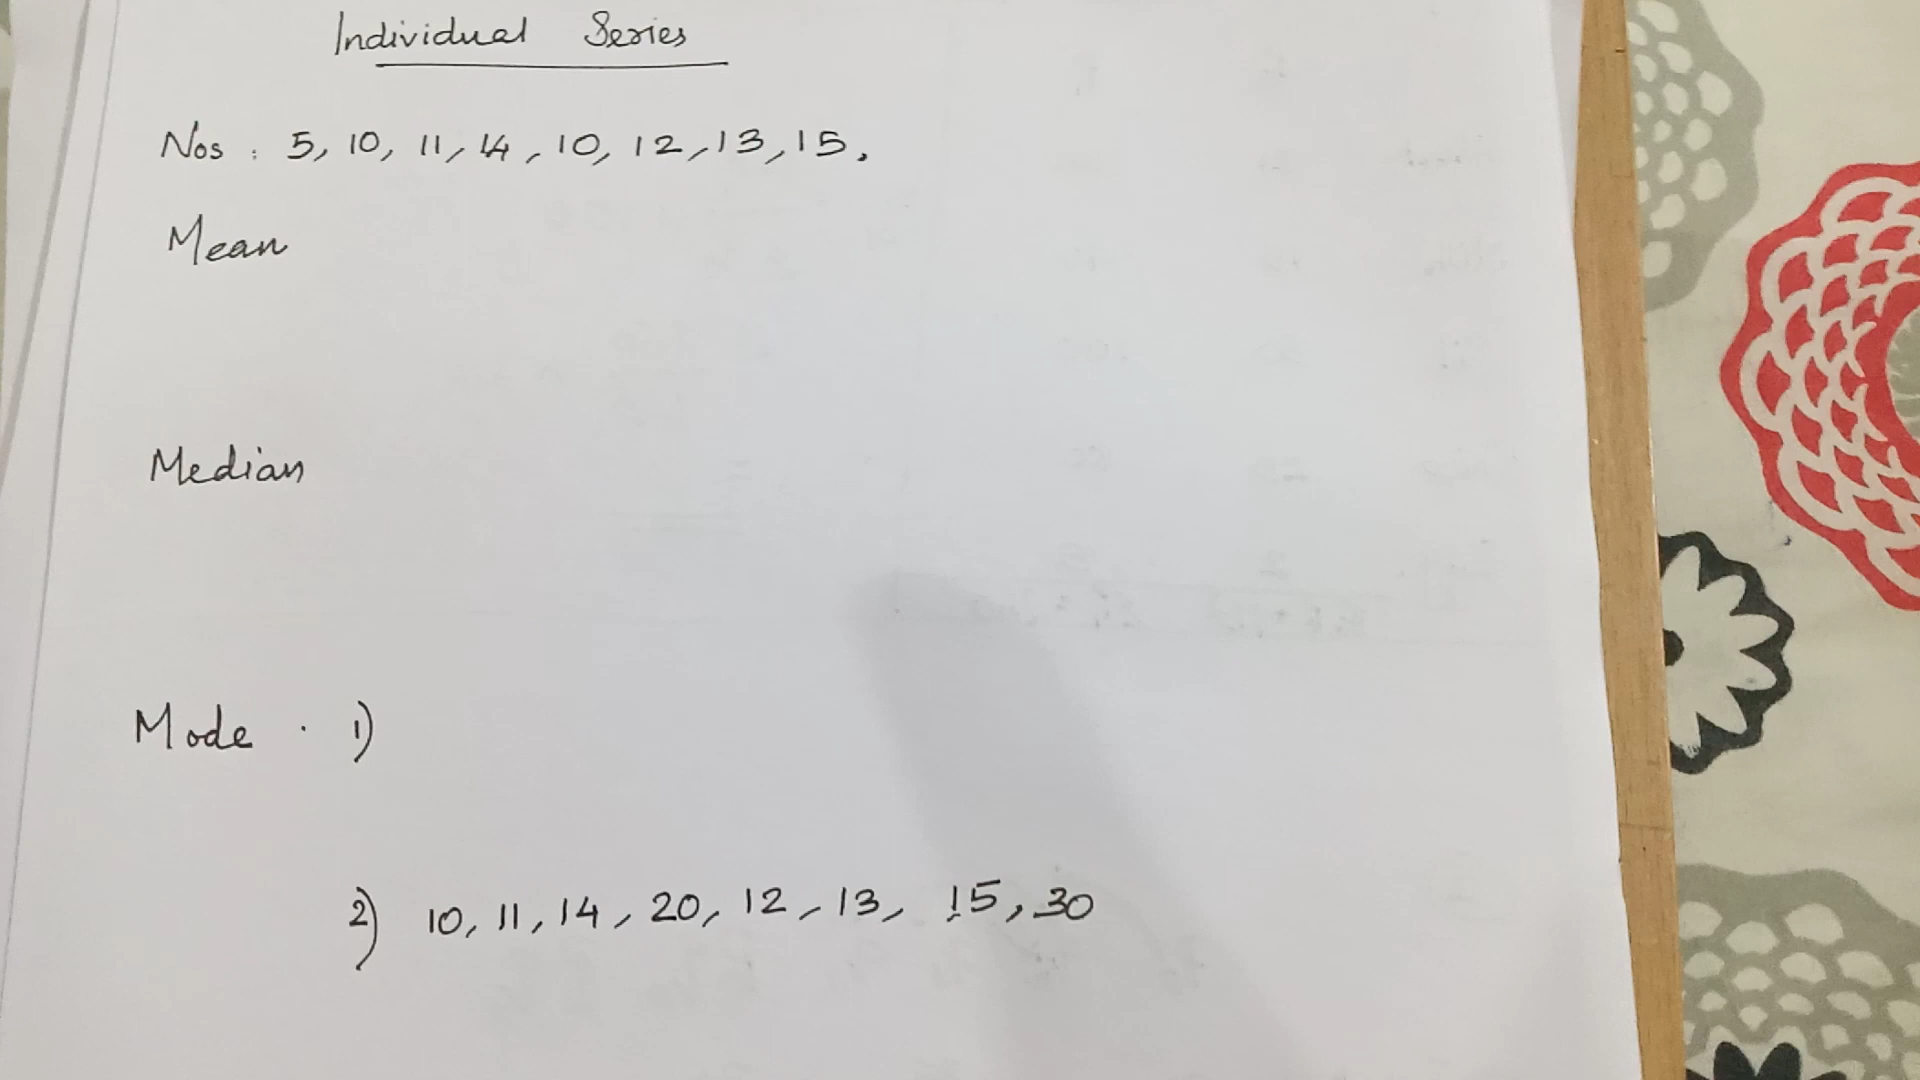 Individual Series
Nos : 5, 10, 11, 14, 10, 12, 13, 15.
Mean
Median
Mode . 1)
2) 10, 11, 14, 20, 12, 13, 15, 30